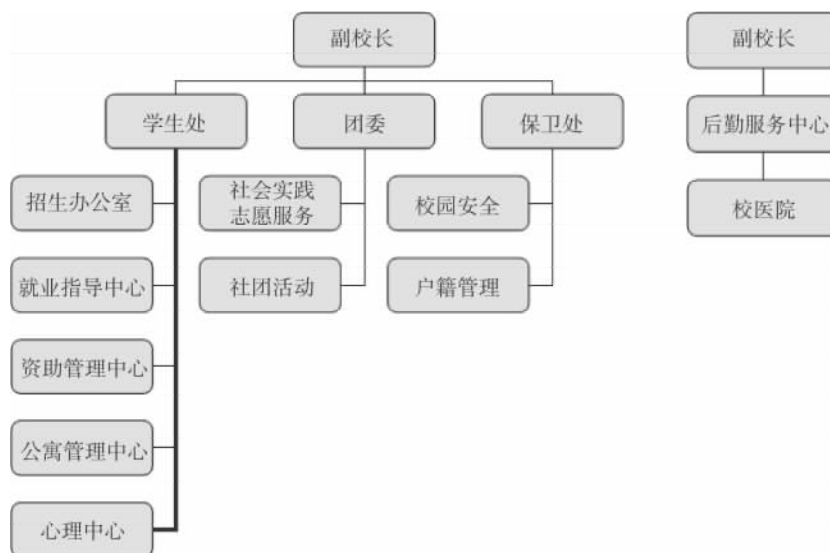 副校长
副校长
学生处
团委
保卫处
后勤服务中心
招生办公室
社会实践
志愿服务
校园安全
校医院
就业指导中心
社团活动
户籍管理
资助管理中心
公寓管理中心
心理中心